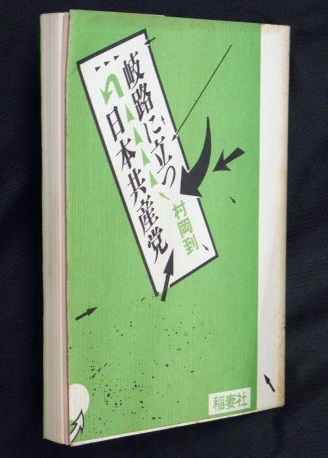 岐路に立つ
日本共産党
村岡到
稲妻社